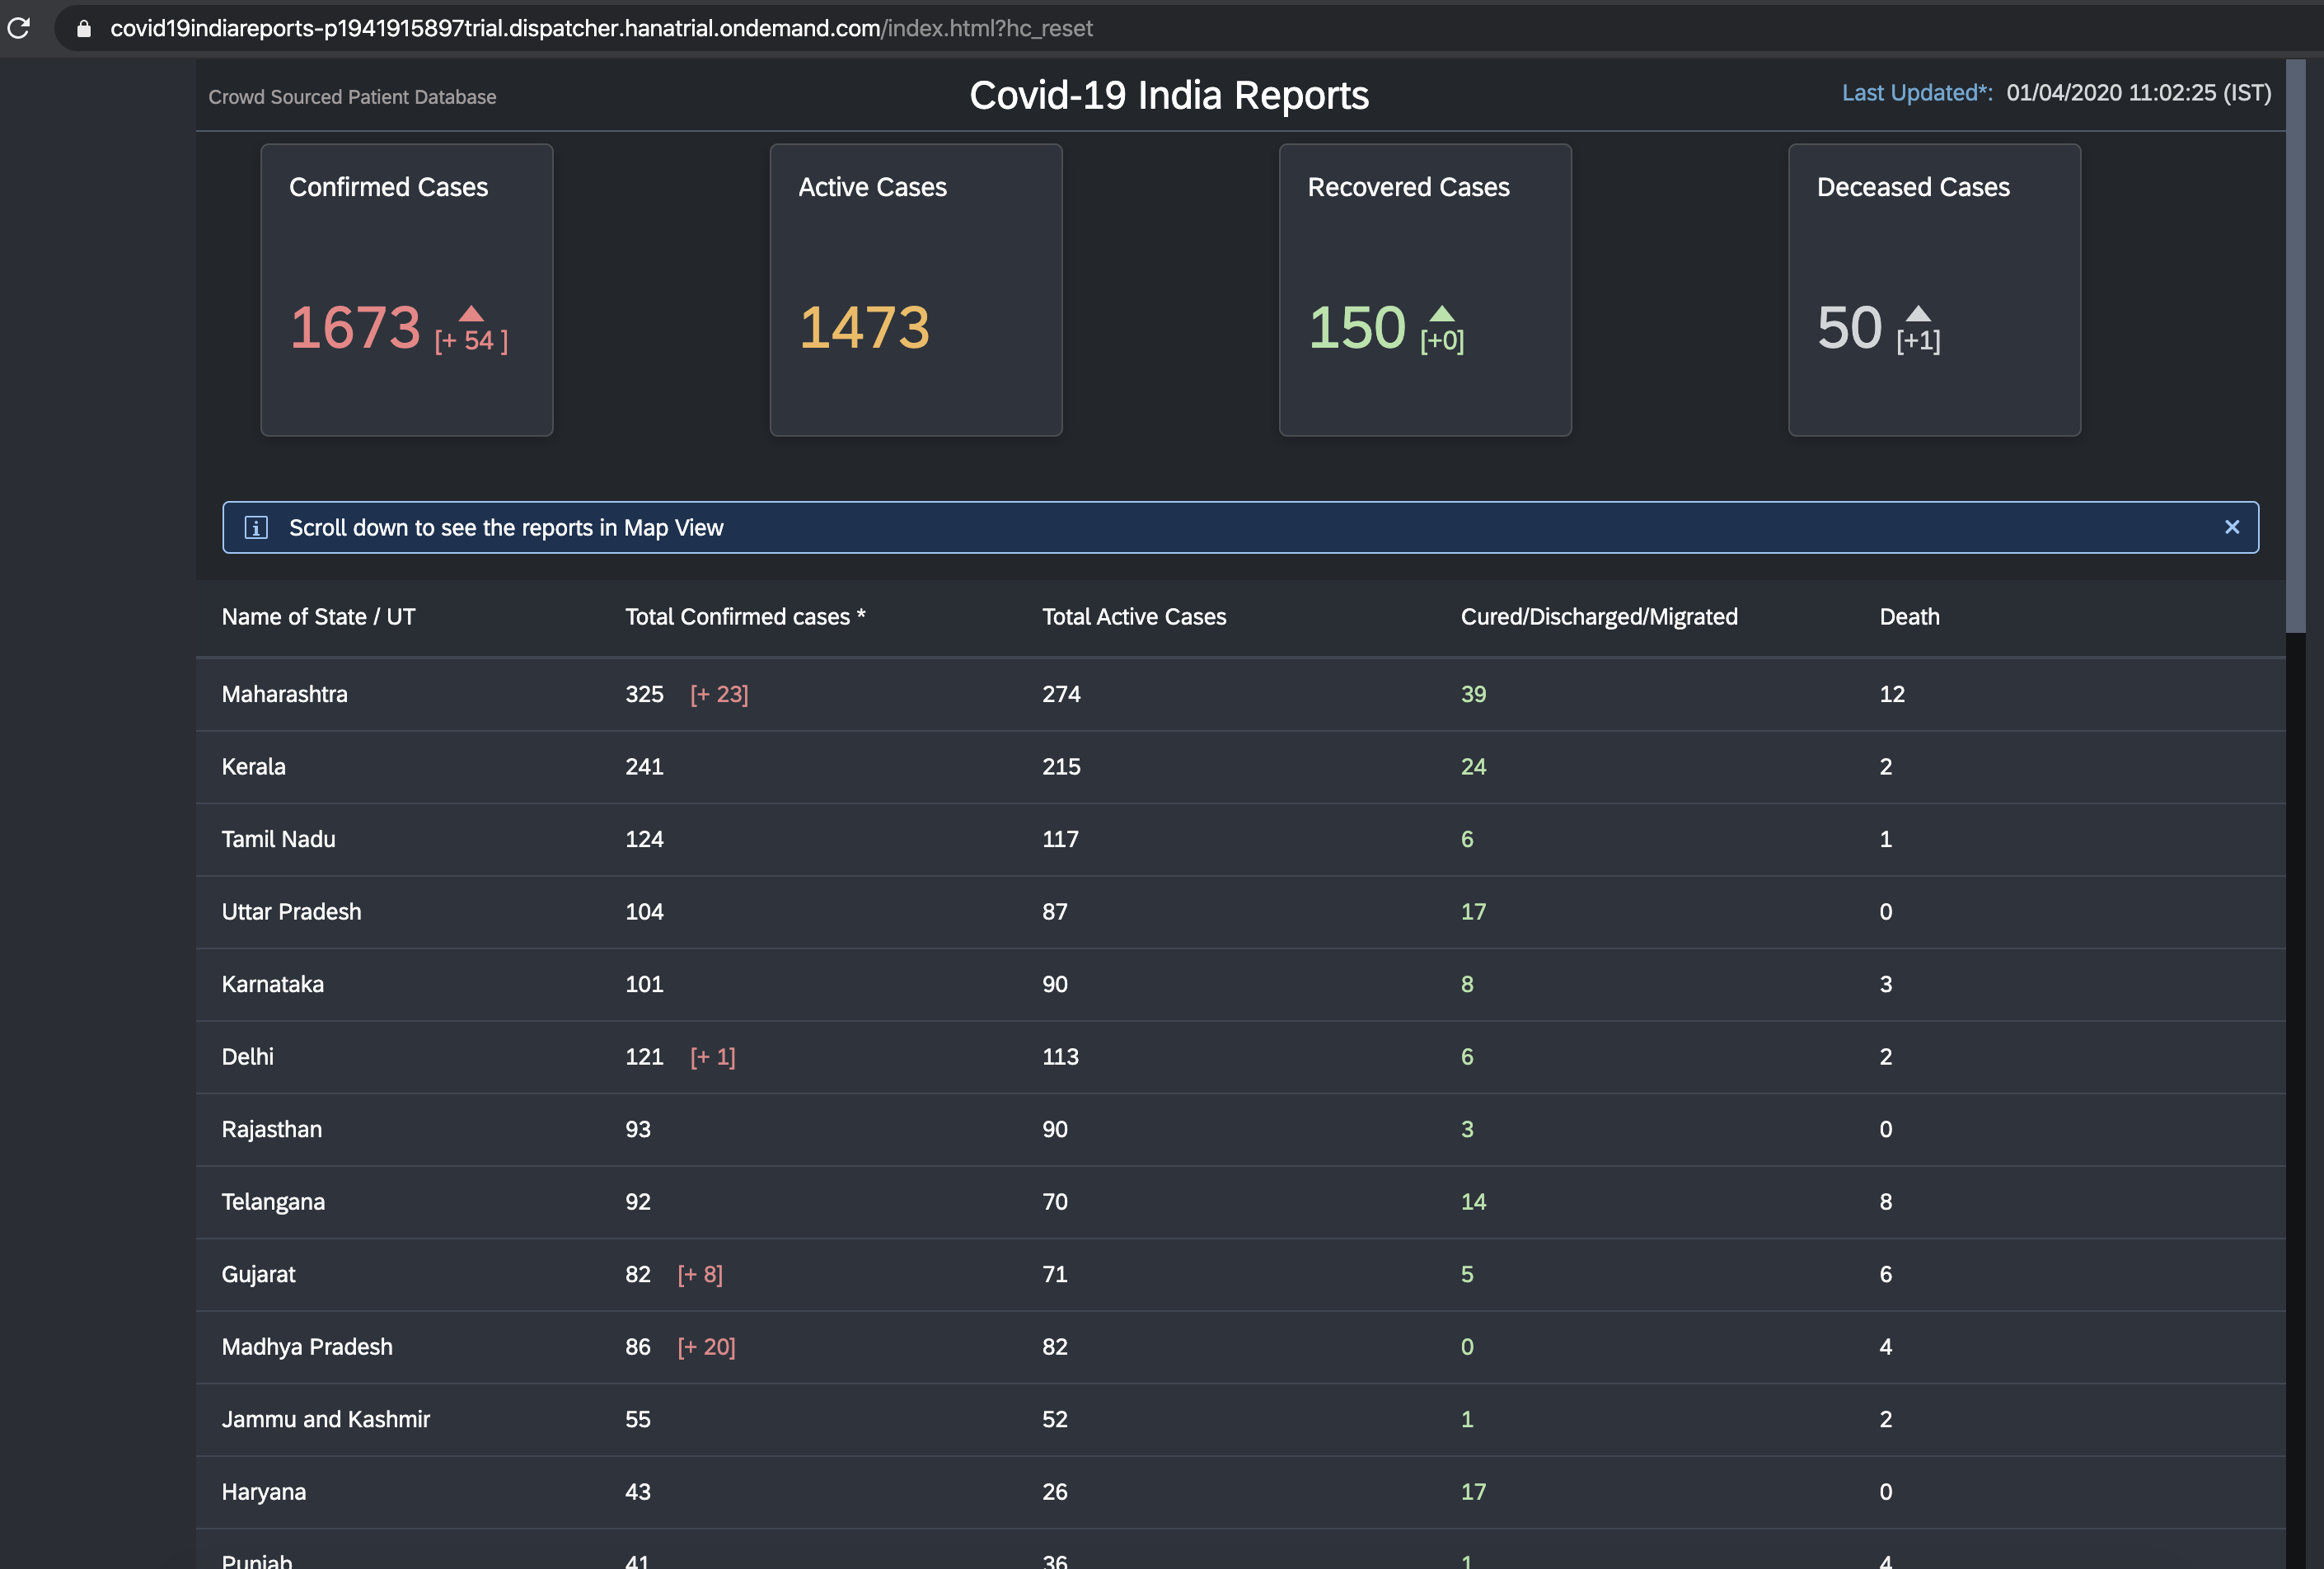 covid19indiareports-p1941915897trial.dispatcher.hanatrial.ondemand.com/index.html?hc_reset
Crowd Sourced Patient Database Covid-19 India Reports Last Updated*: 01/04/2020 11:02:25 (IST)
Confirmed Cases Active Cases Recovered Cases Deceased Cases
1673 [+ 54 ] 1473 150 [+0] 50 [+1]
Scroll down to see the reports in Map View
Name of State / UT Total Confirmed cases * Total Active Cases Cured/Discharged/Migrated Death
Maharashtra 325 [+ 23] 274 39 12
Kerala 241 215 24 2
Tamil Nadu 124 117 6 1
Uttar Pradesh 104 87 17 0
Karnataka 101 90 8 3
Delhi 121 [+ 1] 113 6 2
Rajasthan 93 90 3 0
Telangana 92 70 14 8
Gujarat 82 [+ 8] 71 5 6
Madhya Pradesh 86 [+ 20] 82 0 4
Jammu and Kashmir 55 52 1 2
Haryana 43 26 17 0
Punjab 41 36 1 4